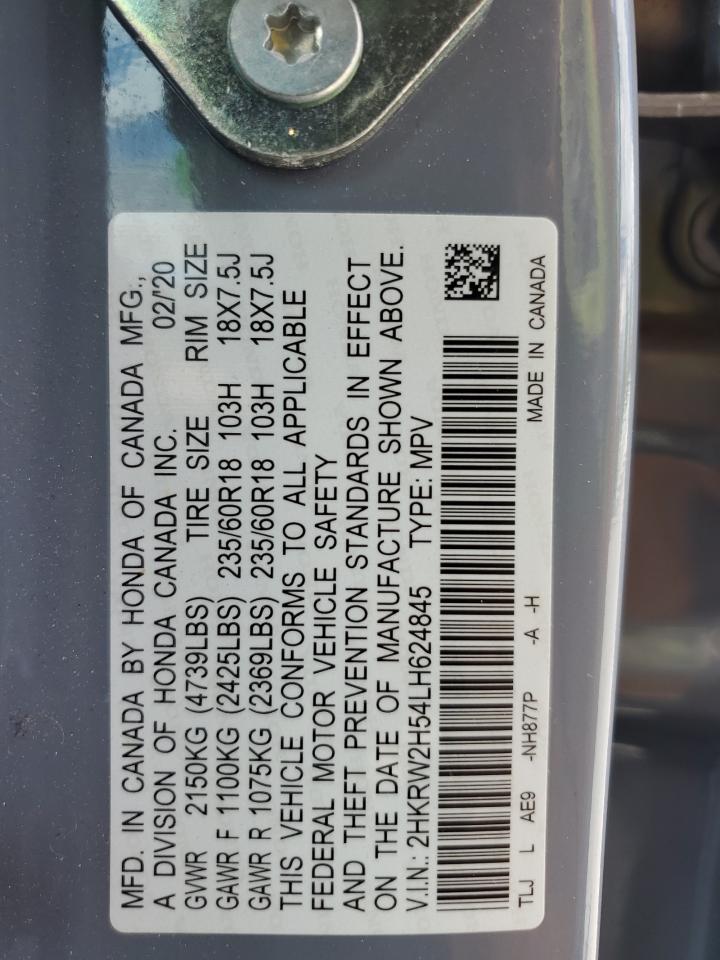 MFD. IN CANADA BY HONDA OF CANADA MFG.,
A DIVISION OF HONDA CANADA INC. 02/'20
GVWR 2150KG (4739LBS) TIRE SIZE RIM SIZE
GAWR F 1100KG (2425LBS) 235/60R18 103H 18X7.5J
GAWR R 1075KG (2369LBS) 235/60R18 103H 18X7.5J
THIS VEHICLE CONFORMS TO ALL APPLICABLE
FEDERAL MOTOR VEHICLE SAFETY
AND THEFT PREVENTION STANDARDS IN EFFECT
ON THE DATE OF MANUFACTURE SHOWN ABOVE.
V.I.N.: 2HKRW2H54LH624845 TYPE: MPV
TLJ L AE9 -NH877P -A -H MADE IN CANADA